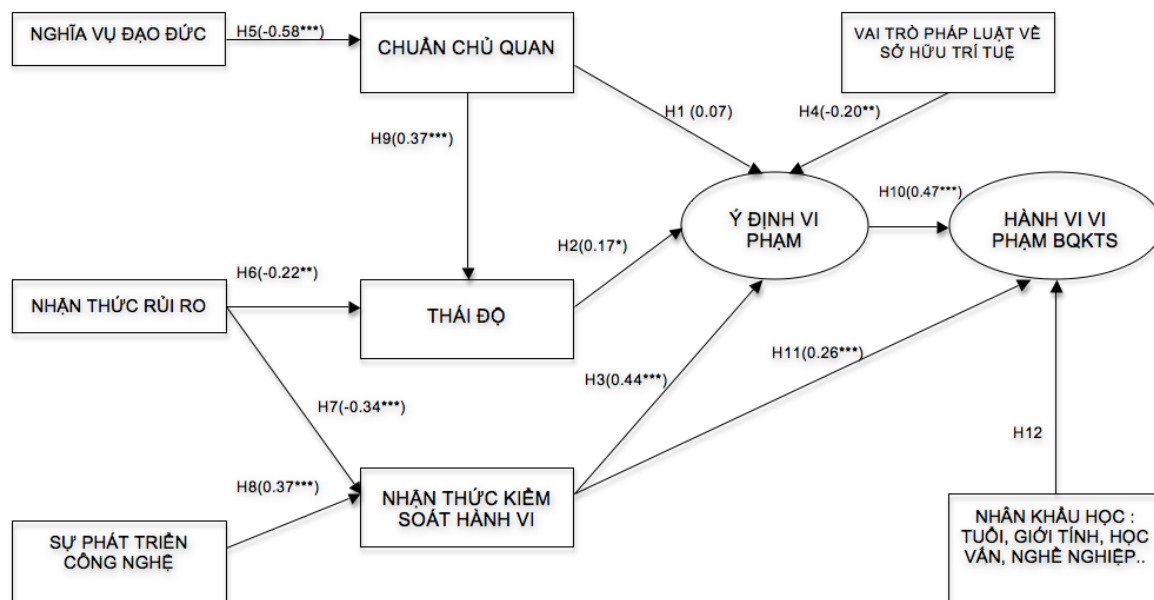 NGHĨA VỤ ĐẠO ĐỨC
H5(-0.58***)
CHUẨN CHỦ QUAN
VAI TRÒ PHÁP LUẬT VỀ
SỞ HỮU TRÍ TUỆ
H1 (0.07)
H4(-0.20**)
H9(0.37***)
Ý ĐỊNH VI
PHẠM
H10(0.47***)
HÀNH VI VI
PHẠM BQKTS
H2(0.17*)
NHẬN THỨC RỦI RO
H6(-0.22**)
THÁI ĐỘ
H7(-0.34***)
H3(0.44***)
H11(0.26***)
H12
H8(0.37***)
NHẬN THỨC KIỂM
SOÁT HÀNH VI
SỰ PHÁT TRIỂN
CÔNG NGHỆ
NHÂN KHẨU HỌC :
TUỔI, GIỚI TÍNH, HỌC
VẤN, NGHỀ NGHIỆP..